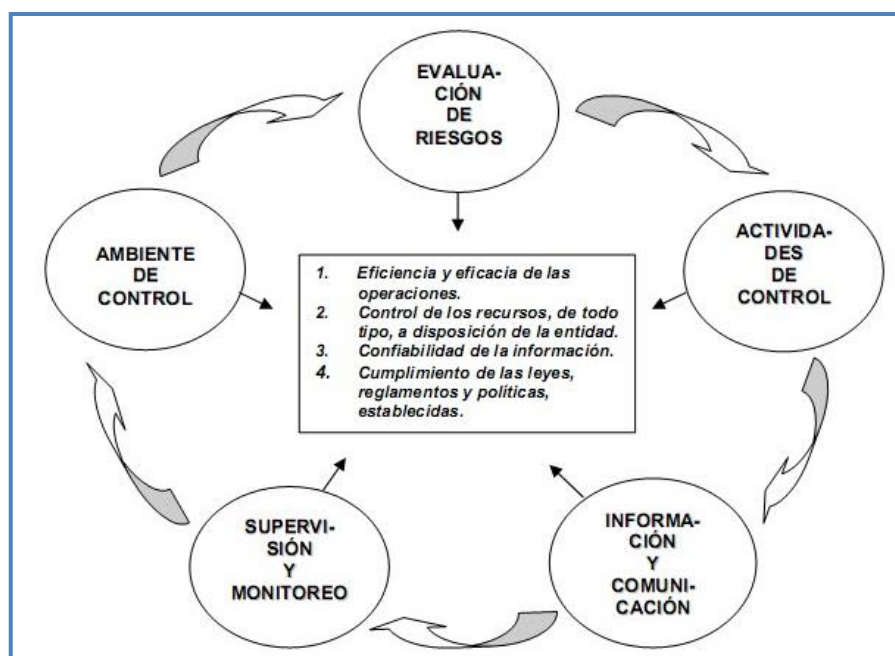 EVALUA-
CIÓN
DE
RIESGOS
AMBIENTE
DE
CONTROL
ACTIVIDA-
DES
DE
CONTROL
1. Eficiencia y eficacia de las
operaciones.
2. Control de los recursos, de todo
tipo, a disposición de la entidad.
3. Confiabilidad de la información.
4. Cumplimiento de las leyes,
reglamentos y políticas,
establecidas.
SUPERVI-
SIÓN
Y
MONITOREO
INFORMA-
CIÓN
Y
COMUNI-
CACIÓN